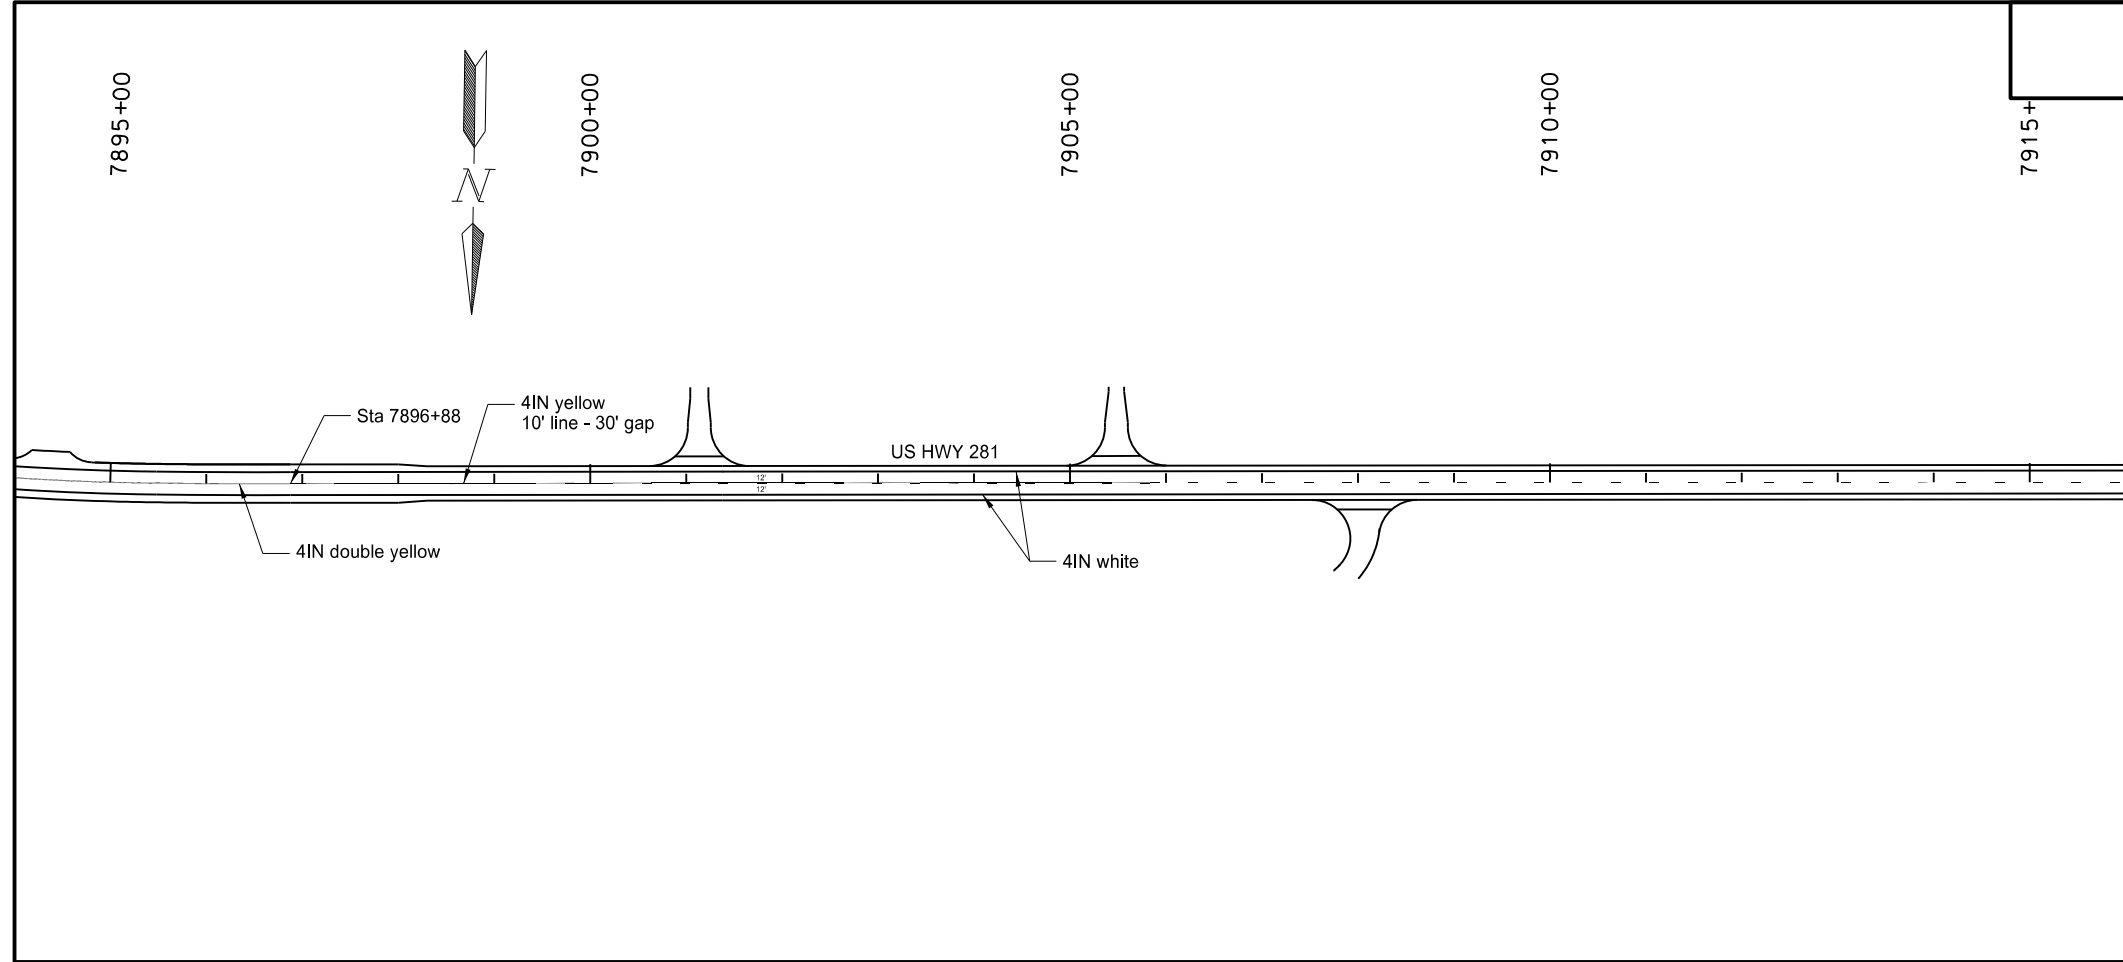 7895+00
7900+00
7905+00
7910+00
7915+
N
Sta 7896+88
4IN yellow
10' line - 30' gap
US HWY 281
12'
12'
4IN double yellow
4IN white